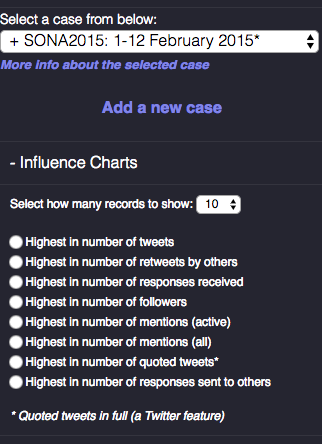 Select a case from below:
+ SONA2015: 1-12 February 2015*
More info about the selected case
Add a new case
- Influence Charts
Select how many records to show: 10
Highest in number of tweets
Highest in number of retweets by others
Highest in number of responses received
Highest in number of followers
Highest in number of mentions (active)
Highest in number of mentions (all)
Highest in number of quoted tweets*
Highest in number of responses sent to others
* Quoted tweets in full (a Twitter feature)